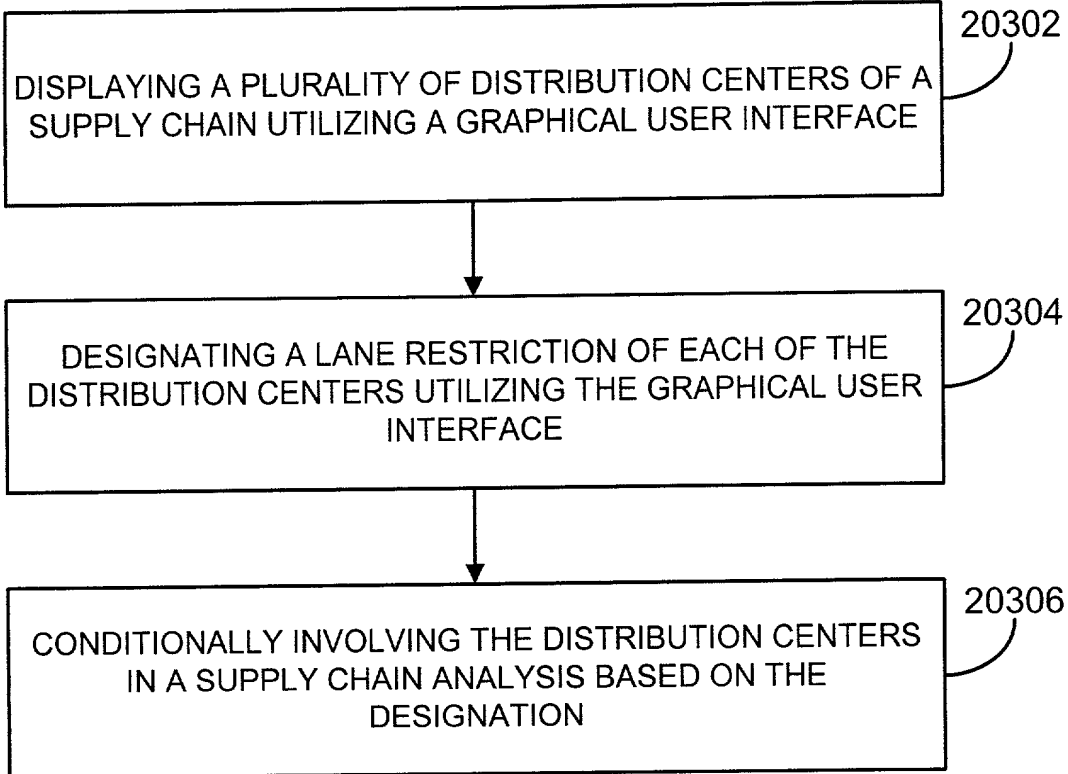 20302
DISPLAYING A PLURALITY OF DISTRIBUTION CENTERS OF A
SUPPLY CHAIN UTILIZING A GRAPHICAL USER INTERFACE
20304
DESIGNATING A LANE RESTRICTION OF EACH OF THE
DISTRIBUTION CENTERS UTILIZING THE GRAPHICAL USER
INTERFACE
20306
CONDITIONALLY INVOLVING THE DISTRIBUTION CENTERS
IN A SUPPLY CHAIN ANALYSIS BASED ON THE
DESIGNATION